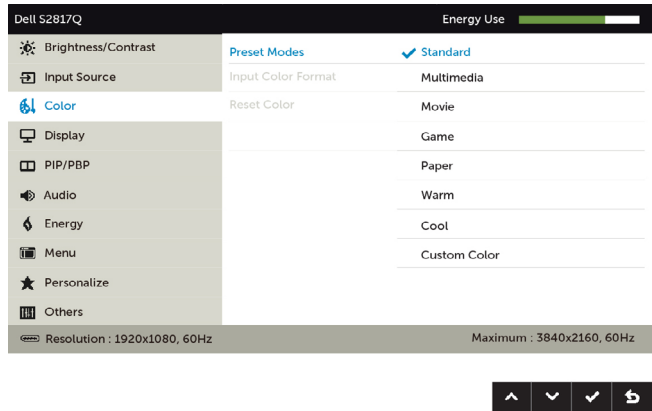 Dell S2817Q Energy Use
Brightness/Contrast Preset Modes Standard
Input Source Input Color Format Multimedia
Color Reset Color Movie
Display Game
PIP/PBP Paper
Audio Warm
Energy Cool
Menu Custom Color
Personalize
Others
Resolution : 1920x1080, 60Hz Maximum : 3840x2160, 60Hz